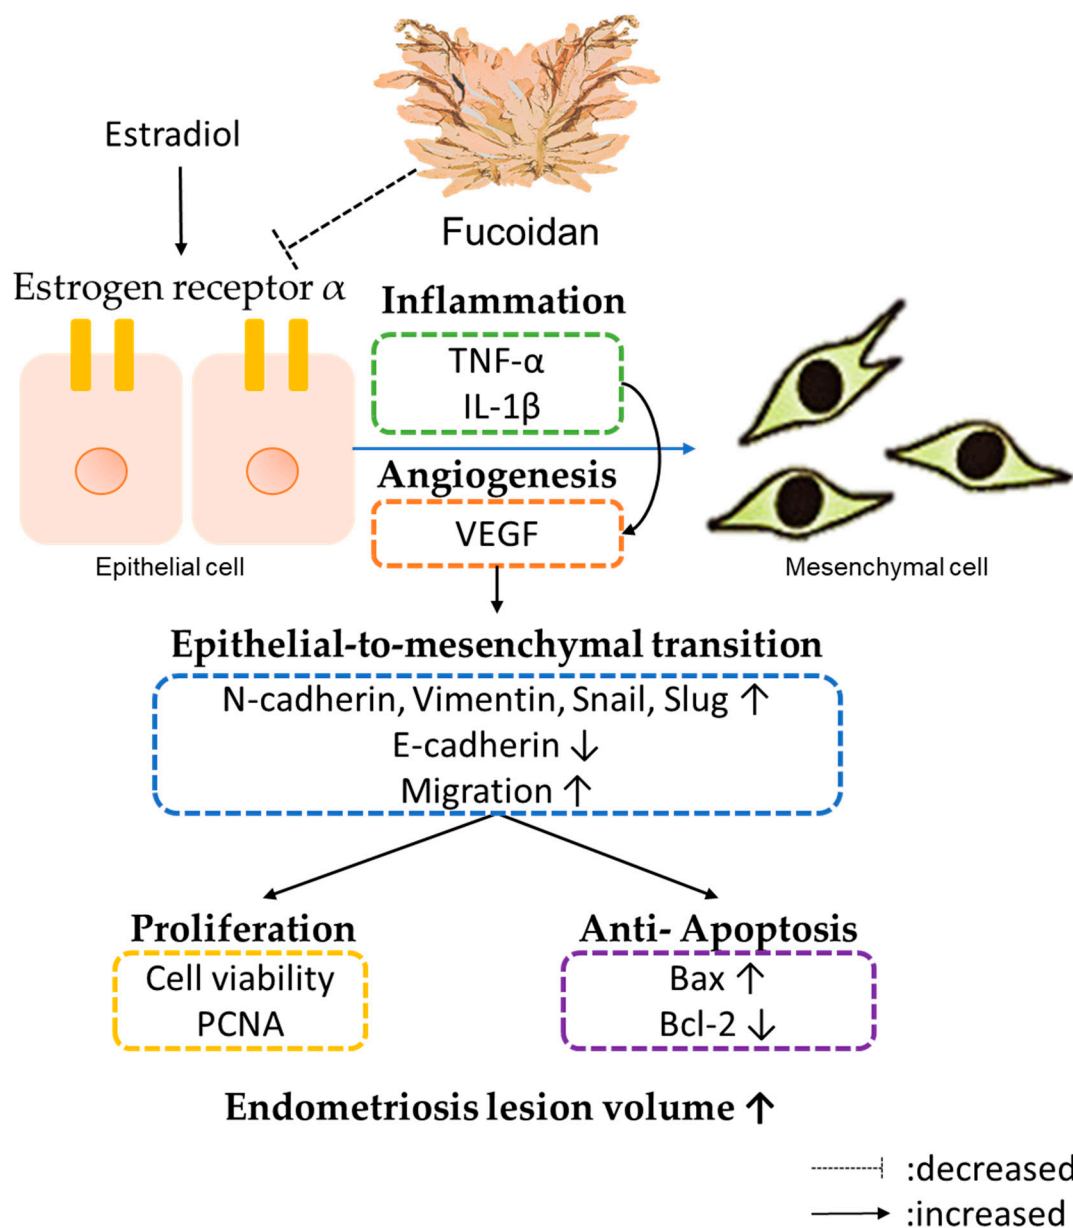 Estradiol
Fucoidan
Estrogen receptor α
Inflammation
TNF-α
IL-1β
Angiogenesis
VEGF
Epithelial cell
Mesenchymal cell
Epithelial-to-mesenchymal transition
N-cadherin, Vimentin, Snail, Slug ↑
E-cadherin ↓
Migration ↑
Proliferation
Cell viability
PCNA
Anti- Apoptosis
Bax ↑
Bcl-2 ↓
Endometriosis lesion volume ↑
:decreased
:increased